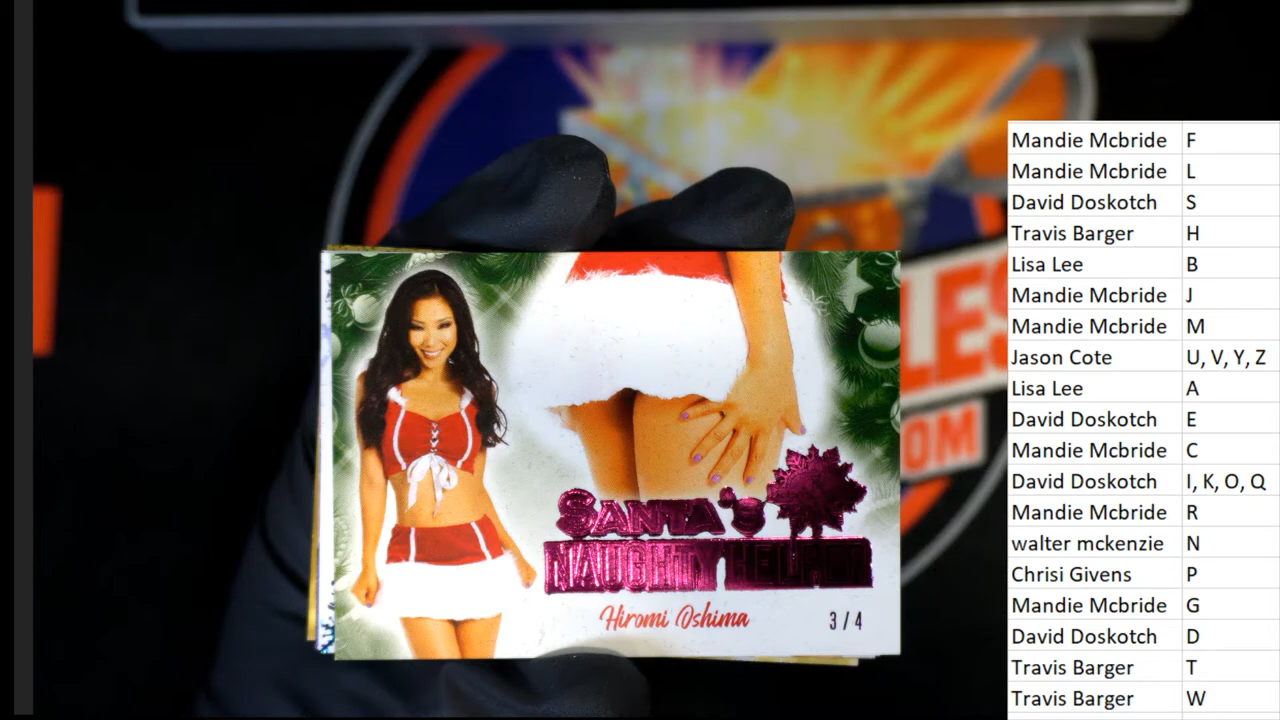 SANTA'S
NAUGHTY HELPER
Hiromi Oshima
3 / 4
LES
OM
Mandie Mcbride F
Mandie Mcbride L
David Doskotch S
Travis Barger H
Lisa Lee B
Mandie Mcbride J
Mandie Mcbride M
Jason Cote U, V, Y, Z
Lisa Lee A
David Doskotch E
Mandie Mcbride C
David Doskotch I, K, O, Q
Mandie Mcbride R
walter mckenzie N
Chrisi Givens P
Mandie Mcbride G
David Doskotch D
Travis Barger T
Travis Barger W